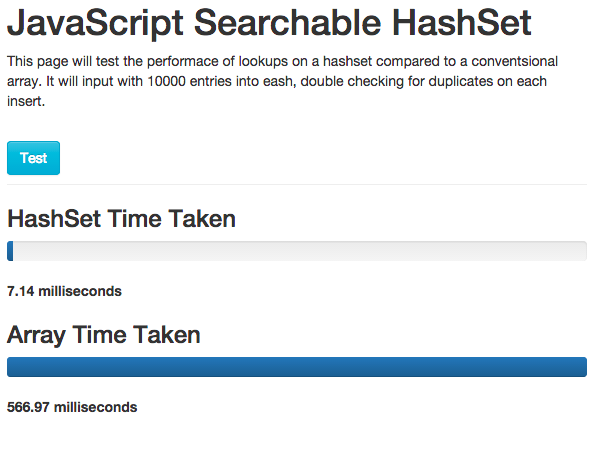 JavaScript Searchable HashSet
This page will test the performace of lookups on a hashset compared to a conventsional
array. It will input with 10000 entries into eash, double checking for duplicates on each
insert.
Test
HashSet Time Taken
7.14 milliseconds
Array Time Taken
566.97 milliseconds